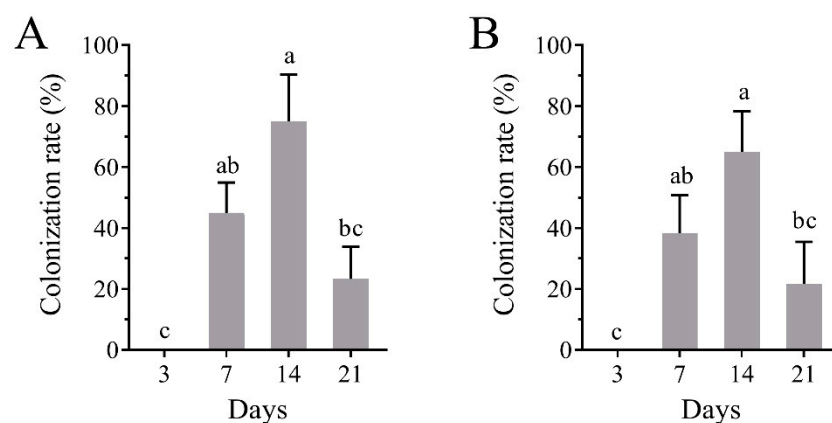 A
Colonization rate (%)
100
80
60
40
20
0
c
ab
a
bc
3 7 14 21
Days
B
Colonization rate (%)
100
80
60
40
20
0
c
ab
a
bc
3 7 14 21
Days